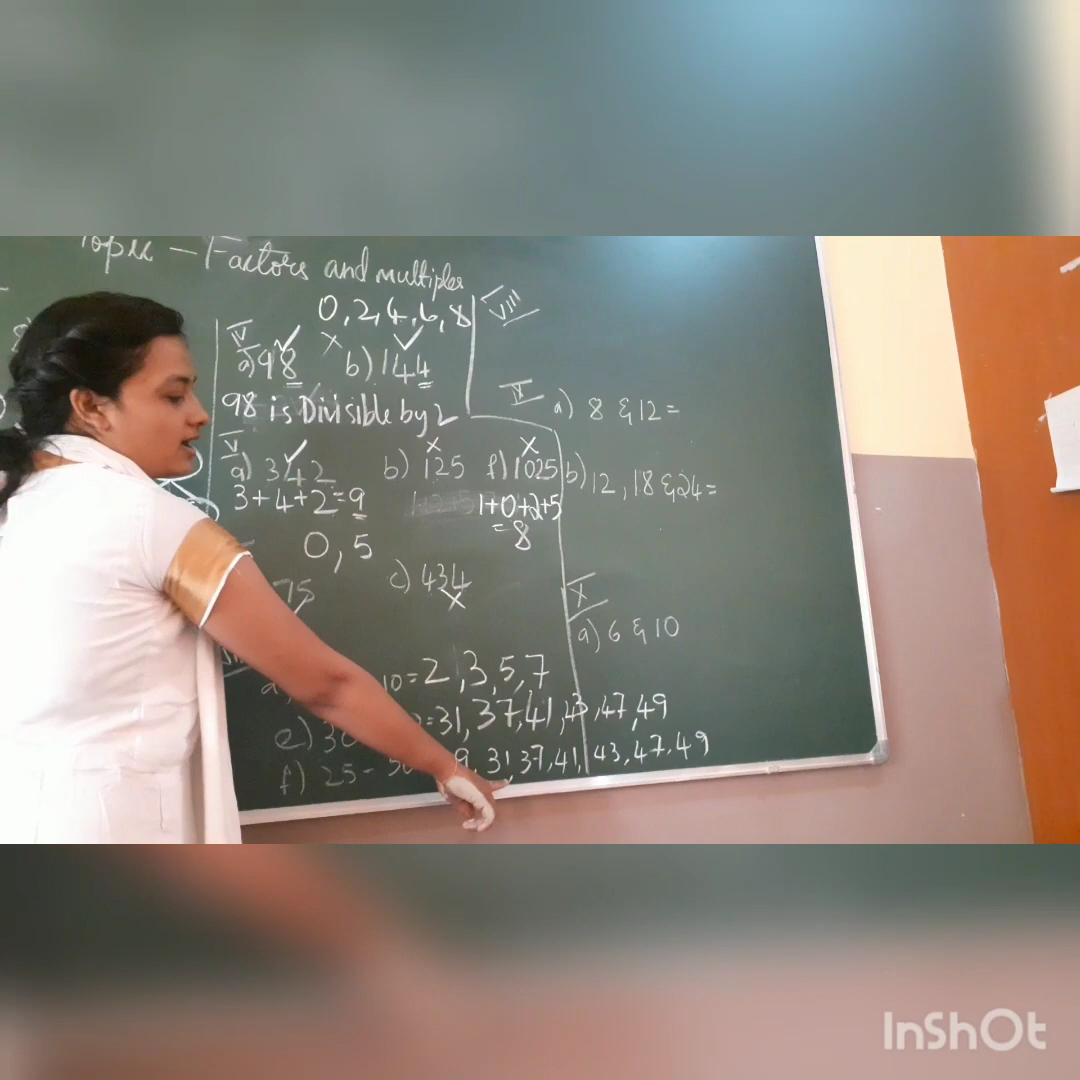 Topic - Factors and multiples
0, 2, 4, 6, 8
IV
a) 98 b) 144
98 is Divisible by 2
V
a) 342 b) 125 f) 1025
3+4+2=9 1+0+2+5
=8
0, 5
c) 434
75
10 = 2, 3, 5, 7
e) 30 = 31, 37, 41, 43, 47, 49
f) 25 - 50 9, 31, 37, 41, 43, 47, 49
VIII
IX
a) 8 & 12 =
b) 12, 18 & 24 =
X
a) 6 & 10
InShOt